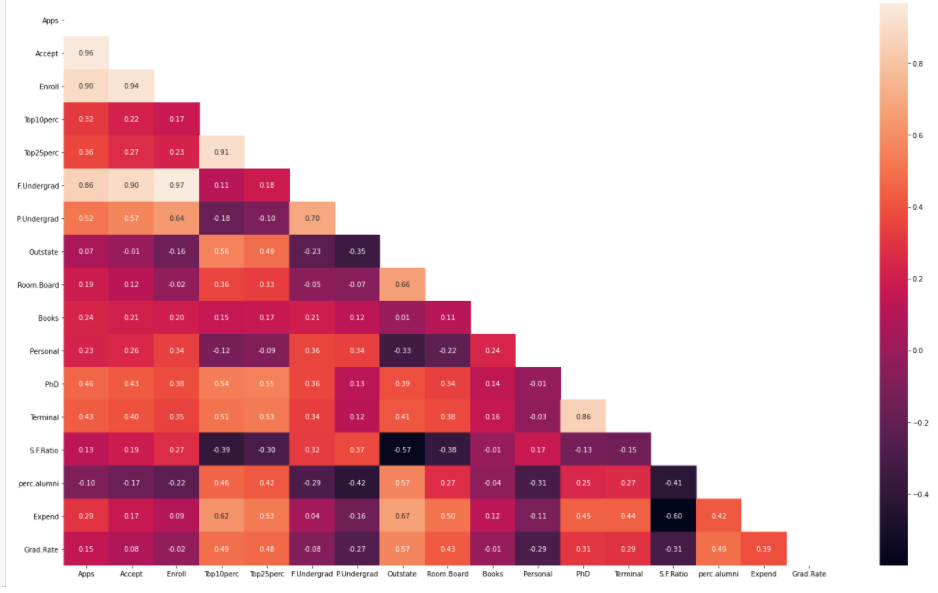 Apps
Accept 0.96
Enroll 0.90 0.94
Top10perc 0.32 0.22 0.17
Top25perc 0.36 0.27 0.23 0.91
F.Undergrad 0.86 0.90 0.97 0.11 0.18
P.Undergrad 0.52 0.57 0.64 -0.18 -0.10 0.70
Outstate 0.07 -0.01 -0.16 0.56 0.49 -0.23 -0.35
Room.Board 0.19 0.12 -0.02 0.36 0.33 -0.05 -0.07 0.66
Books 0.24 0.21 0.20 0.15 0.17 0.21 0.12 0.01 0.11
Personal 0.23 0.26 0.34 -0.12 -0.09 0.36 0.34 -0.33 -0.22 0.24
PhD 0.46 0.43 0.38 0.54 0.55 0.36 0.13 0.39 0.34 0.14 -0.01
Terminal 0.43 0.40 0.35 0.51 0.53 0.34 0.12 0.41 0.38 0.16 -0.03 0.86
S.F.Ratio 0.13 0.19 0.27 -0.39 -0.30 0.32 0.37 -0.57 -0.38 -0.01 0.17 -0.13 -0.15
perc.alumni -0.10 -0.17 -0.22 0.46 0.42 -0.29 -0.42 0.57 0.27 -0.04 -0.31 0.25 0.27 -0.41
Expend 0.29 0.17 0.09 0.62 0.53 0.04 -0.16 0.67 0.50 0.12 -0.11 0.45 0.44 -0.60 0.42
Grad.Rate 0.15 0.08 -0.02 0.49 0.48 -0.08 -0.27 0.57 0.43 -0.01 -0.29 0.31 0.29 -0.31 0.49 0.39
Apps Accept Enroll Top10perc Top25perc F.Undergrad P.Undergrad Outstate Room.Board Books Personal PhD Terminal S.F.Ratio perc.alumni Expend Grad.Rate
0.8
0.6
0.4
0.2
0.0
-0.2
-0.4